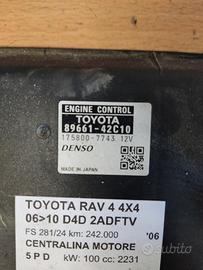 ENGINE CONTROL
TOYOTA
89661-42C10
175800-7743 12V
DENSO
MADE IN JAPAN
TOYOTA RAV 4 4X4
06>10 D4D 2ADFTV
FS 281/24 km: 242.000 '06
CENTRALINA MOTORE
5 P D kW: 100 cc: 2231
subito